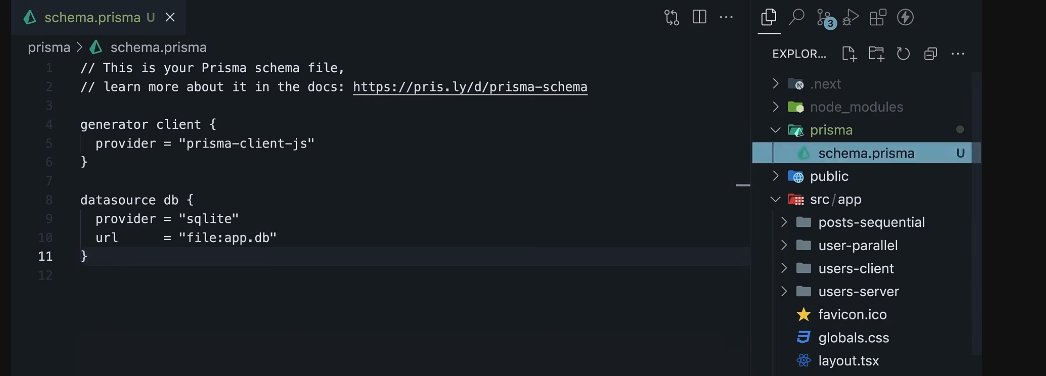 schema.prisma U
prisma > schema.prisma
1 // This is your Prisma schema file,
2 // learn more about it in the docs: https://pris.ly/d/prisma-schema
3
4 generator client {
5   provider = "prisma-client-js"
6 }
7
8 datasource db {
9   provider = "sqlite"
10   url      = "file:app.db"
11 }
12
3
EXPLOR...
.next
node_modules
prisma
schema.prisma U
public
src/app
posts-sequential
user-parallel
users-client
users-server
favicon.ico
globals.css
layout.tsx